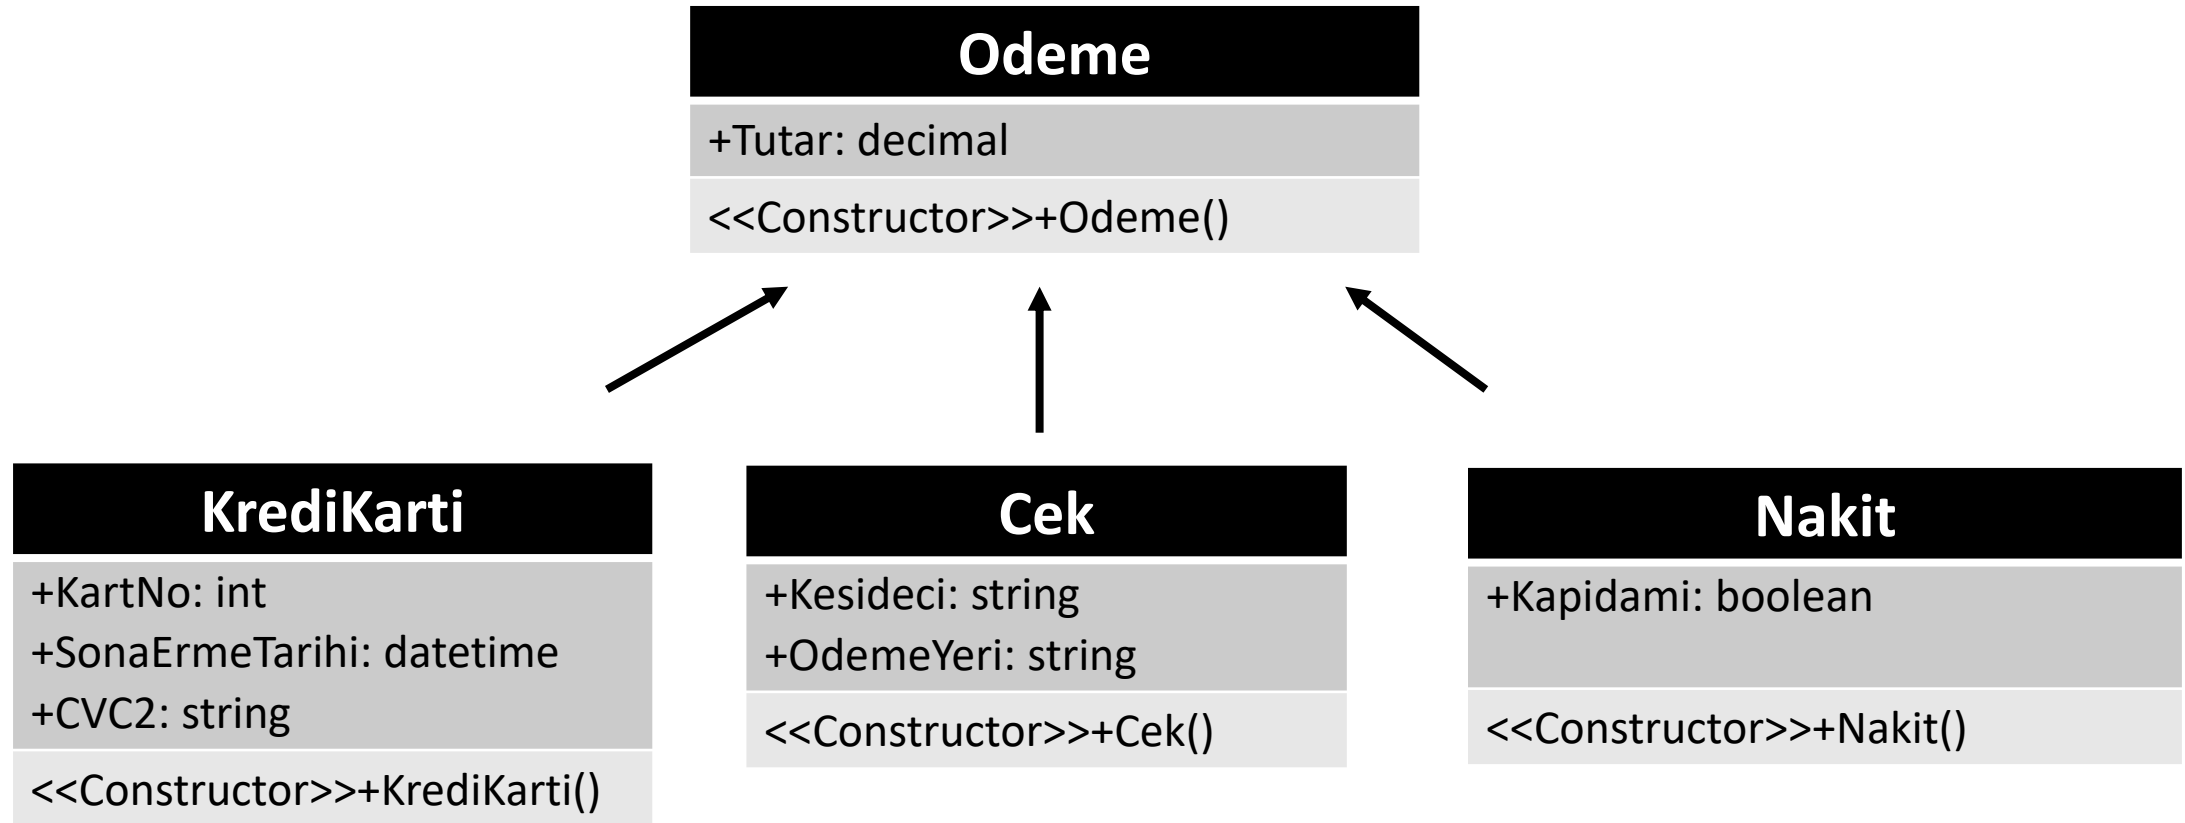 Odeme
+Tutar: decimal
<<Constructor>>+Odeme()
KrediKarti
+KartNo: int
+SonaErmeTarihi: datetime
+CVC2: string
<<Constructor>>+KrediKarti()
Cek
+Kesideci: string
+OdemeYeri: string
<<Constructor>>+Cek()
Nakit
+Kapidami: boolean
<<Constructor>>+Nakit()